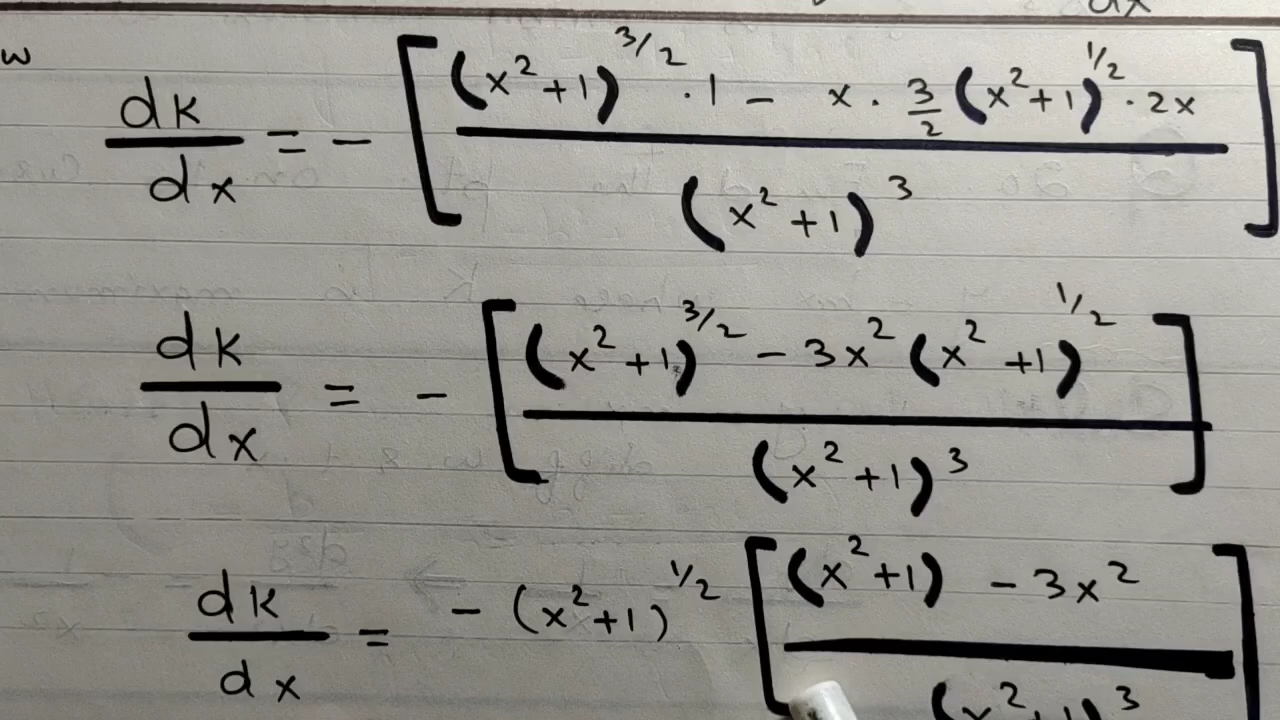 dx
w
dk/dx = - [ (x²+1)^3/2 · 1 - x · 3/2 (x²+1)^1/2 · 2x / (x²+1)³ ]
dk/dx = - [ (x²+1)^3/2 - 3x² (x²+1)^1/2 / (x²+1)³ ]
dk/dx = - (x²+1)^1/2 [ (x²+1) - 3x² / (x²+1)³ ]